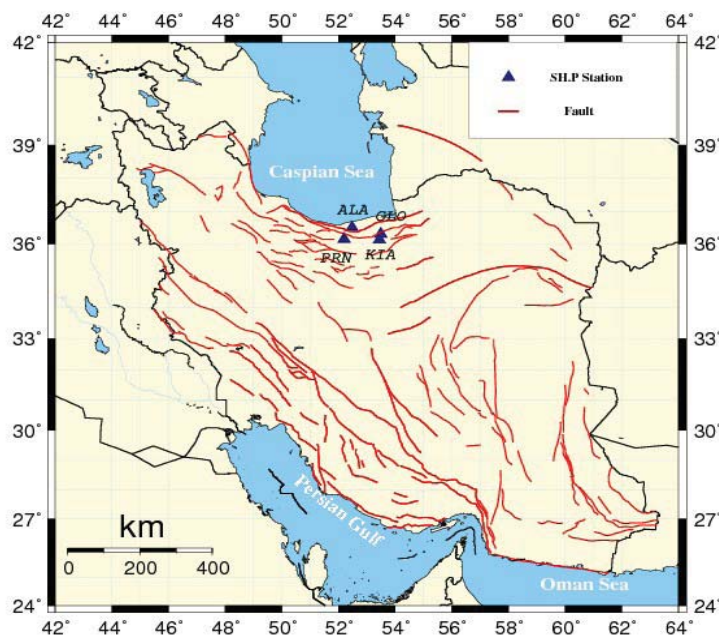 42 44 46 48 50 52 54 56 58 60 62 64
42° 42°
SH.P Station
Fault
39° 39°
Caspian Sea
ALA GLO
36° 36°
PRN KIA
33° 33°
30° 30°
Persian Gulf
km
27° 27°
0 200 400
Oman Sea
24° 24°
42 44 46 48 50 52 54 56 58 60 62 64